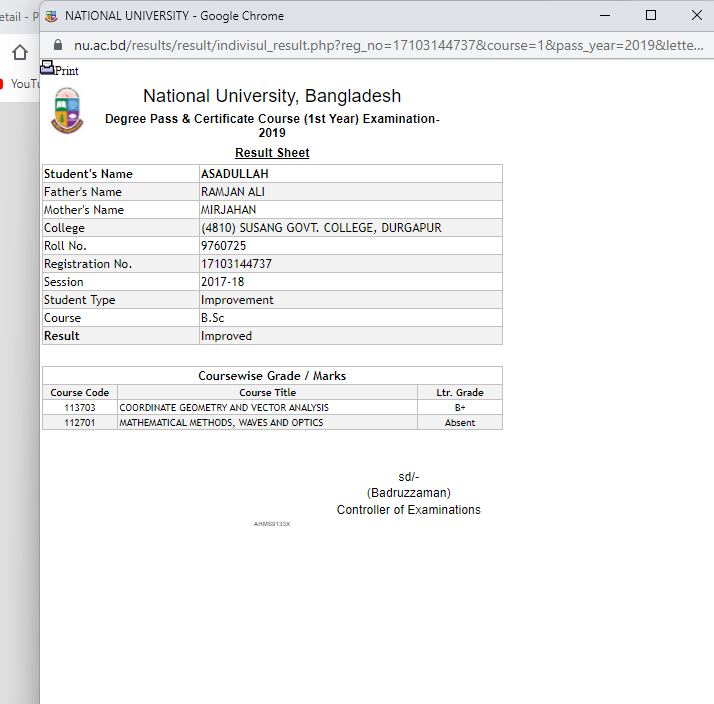 etail - P
NATIONAL UNIVERSITY - Google Chrome
nu.ac.bd/results/result/indivisul_result.php?reg_no=17103144737&course=1&pass_year=2019&lette...
YouTu
Print
National University, Bangladesh
Degree Pass & Certificate Course (1st Year) Examination-
2019
Result Sheet
Student's Name ASADULLAH
Father's Name RAMJAN ALI
Mother's Name MIRJAHAN
College (4810) SUSANG GOVT. COLLEGE, DURGAPUR
Roll No. 9760725
Registration No. 17103144737
Session 2017-18
Student Type Improvement
Course B.Sc
Result Improved
Coursewise Grade / Marks
Course Code Course Title Ltr. Grade
113703 COORDINATE GEOMETRY AND VECTOR ANALYSIS B+
112701 MATHEMATICAL METHODS, WAVES AND OPTICS Absent
sd/-
(Badruzzaman)
Controller of Examinations
AHMS9133X